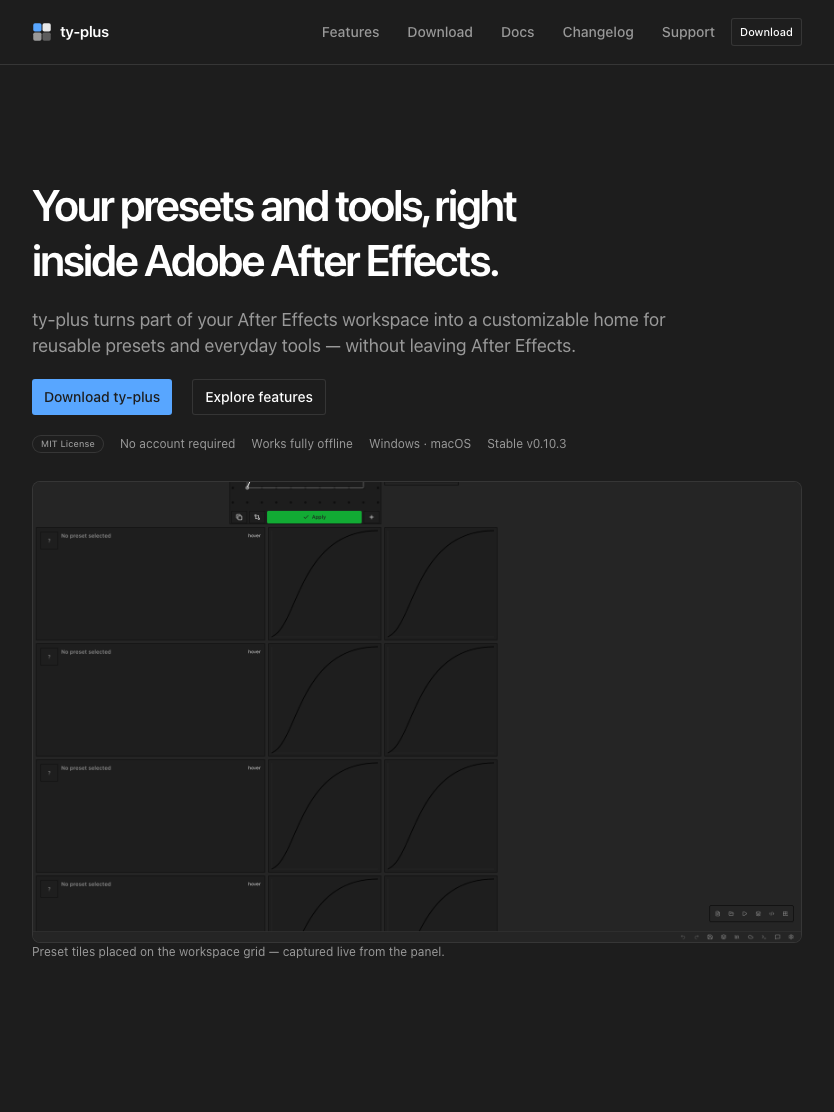 ty-plus
Features
Download
Docs
Changelog
Support
Download
Your presets and tools, right
inside Adobe After Effects.
ty-plus turns part of your After Effects workspace into a customizable home for
reusable presets and everyday tools — without leaving After Effects.
Download ty-plus
Explore features
MIT License
No account required
Works fully offline
Windows · macOS
Stable v0.10.3
Apply
?
No preset selected
hover
?
No preset selected
hover
?
No preset selected
hover
?
No preset selected
hover
Preset tiles placed on the workspace grid — captured live from the panel.